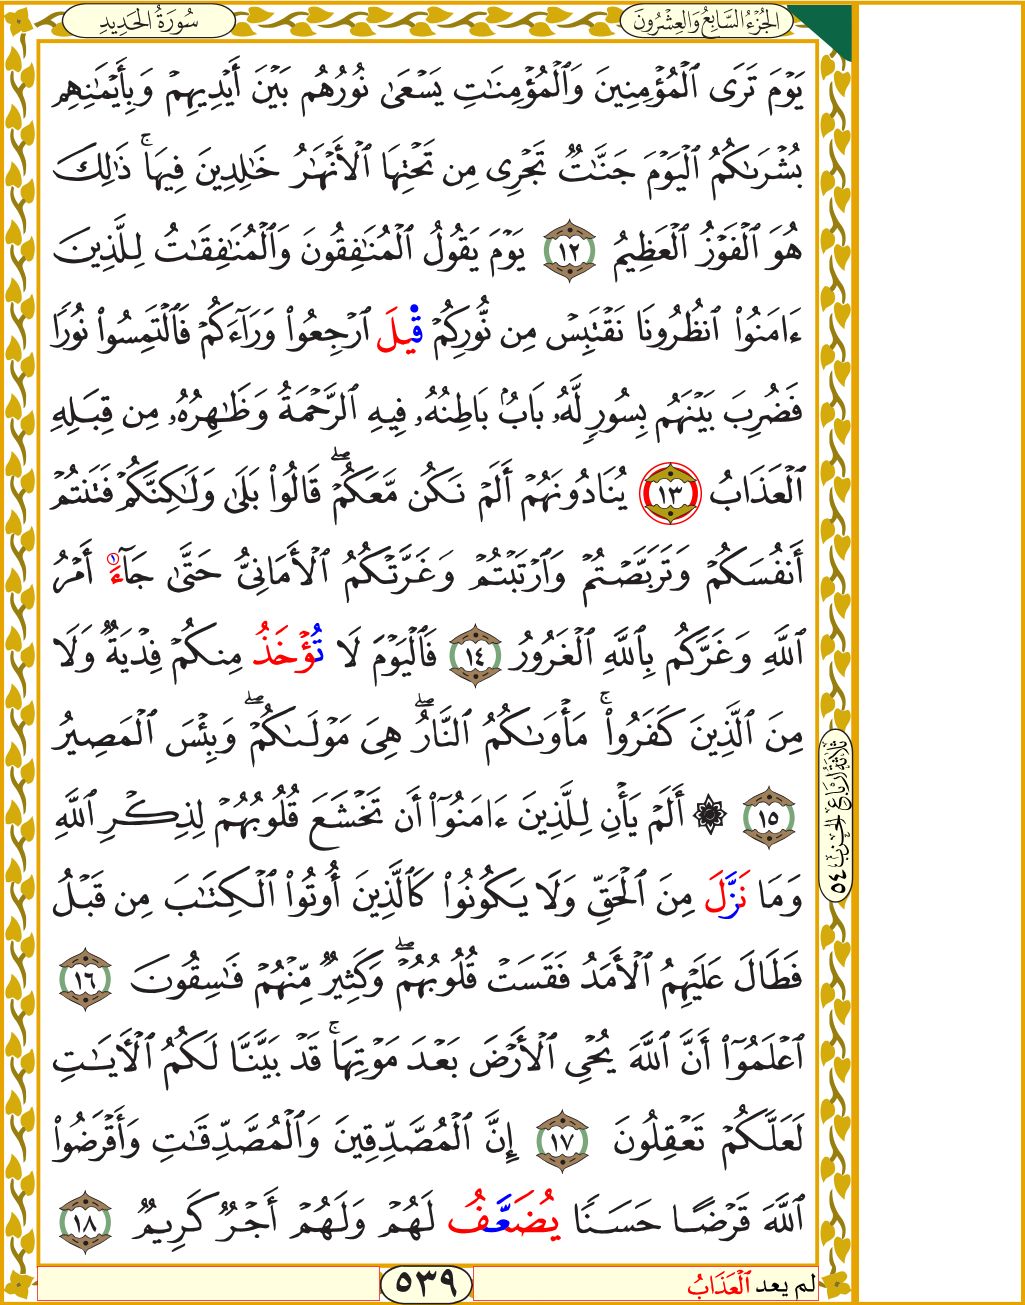 الجُزْءُ السَّابِعُ وَالعِشْرُونَ
سُورَةُ الحَدِيدِ
يَوۡمَ تَرَى ٱلۡمُؤۡمِنِينَ وَٱلۡمُؤۡمِنَٰتِ يَسۡعَىٰ نُورُهُم بَيۡنَ أَيۡدِيهِمۡ وَبِأَيۡمَٰنِهِم
بُشۡرَىٰكُمُ ٱلۡيَوۡمَ جَنَّٰتٞ تَجۡرِي مِن تَحۡتِهَا ٱلۡأَنۡهَٰرُ خَٰلِدِينَ فِيهَاۚ ذَٰلِكَ
هُوَ ٱلۡفَوۡزُ ٱلۡعَظِيمُ ١٢ يَوۡمَ يَقُولُ ٱلۡمُنَٰفِقُونَ وَٱلۡمُنَٰفِقَٰتُ لِلَّذِينَ
ءَامَنُواْ ٱنظُرُونَا نَقۡتَبِسۡ مِن نُّورِكُمۡ قِيلَ ٱرۡجِعُواْ وَرَآءَكُمۡ فَٱلۡتَمِسُواْ نُورٗا
فَضُرِبَ بَيۡنَهُم بِسُورٖ لَّهُۥ بَابُۢ بَاطِنُهُۥ فِيهِ ٱلرَّحۡمَةُ وَظَٰهِرُهُۥ مِن قِبَلِهِ
ٱلۡعَذَابُ ١٣ يُنَادُونَهُمۡ أَلَمۡ نَكُن مَّعَكُمۡۖ قَالُواْ بَلَىٰ وَلَٰكِنَّكُمۡ فَتَنتُمۡ
أَنفُسَكُمۡ وَتَرَبَّصۡتُمۡ وَٱرۡتَبۡتُمۡ وَغَرَّتۡكُمُ ٱلۡأَمَانِيُّ حَتَّىٰ جَآءَ ١ أَمۡرُ
ٱللَّهِ وَغَرَّكُم بِٱللَّهِ ٱلۡغَرُورُ ١٤ فَٱلۡيَوۡمَ لَا تُؤۡخَذُ مِنكُمۡ فِدۡيَةٞ وَلَا
مِنَ ٱلَّذِينَ كَفَرُواْۚ مَأۡوَىٰكُمُ ٱلنَّارُۖ هِيَ مَوۡلَىٰكُمۡۖ وَبِئۡسَ ٱلۡمَصِيرُ
١٥ ۞ أَلَمۡ يَأۡنِ لِلَّذِينَ ءَامَنُوٓاْ أَن تَخۡشَعَ قُلُوبُهُمۡ لِذِكۡرِ ٱللَّهِ
وَمَا نَزَّلَ مِنَ ٱلۡحَقِّ وَلَا يَكُونُواْ كَٱلَّذِينَ أُوتُواْ ٱلۡكِتَٰبَ مِن قَبۡلُ
فَطَالَ عَلَيۡهِمُ ٱلۡأَمَدُ فَقَسَتۡ قُلُوبُهُمۡۖ وَكَثِيرٞ مِّنۡهُمۡ فَٰسِقُونَ ١٦
ٱعۡلَمُوٓاْ أَنَّ ٱللَّهَ يُحۡيِ ٱلۡأَرۡضَ بَعۡدَ مَوۡتِهَاۚ قَدۡ بَيَّنَّا لَكُمُ ٱلۡأٓيَٰتِ
لَعَلَّكُمۡ تَعۡقِلُونَ ١٧ إِنَّ ٱلۡمُصَّدِّقِينَ وَٱلۡمُصَّدِّقَٰتِ وَأَقۡرَضُواْ
ٱللَّهَ قَرۡضًا حَسَنٗا يُضَعَّفُ لَهُمۡ وَلَهُمۡ أَجۡرٞ كَرِيمٞ ١٨
ثلاثة أرباع الحزب ٥٤
لم يعد ٱلۡعَذَابُ
٥٣٩